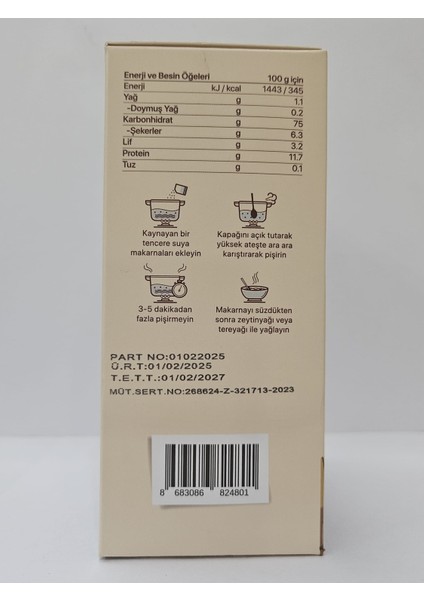 Enerji ve Besin Öğeleri 100 g için
Enerji kJ / kcal 1443 / 345
Yağ g 1.1
-Doymuş Yağ g 0.2
Karbonhidrat g 75
-Şekerler g 6.3
Lif g 3.2
Protein g 11.7
Tuz g 0.1
Kaynayan bir
tencere suya
makarnaları ekleyin
Kapağını açık tutarak
yüksek ateşte ara ara
karıştırarak pişirin
3-5 dakikadan
fazla pişirmeyin
Makarnayı süzdükten
sonra zeytinyağı veya
tereyağı ile yağlayın
PART NO:01022025
Ü.R.T:01/02/2025
T.E.T.T.:01/02/2027
MÜT.SERT.NO:268624-Z-321713-2023
8 683086 824801